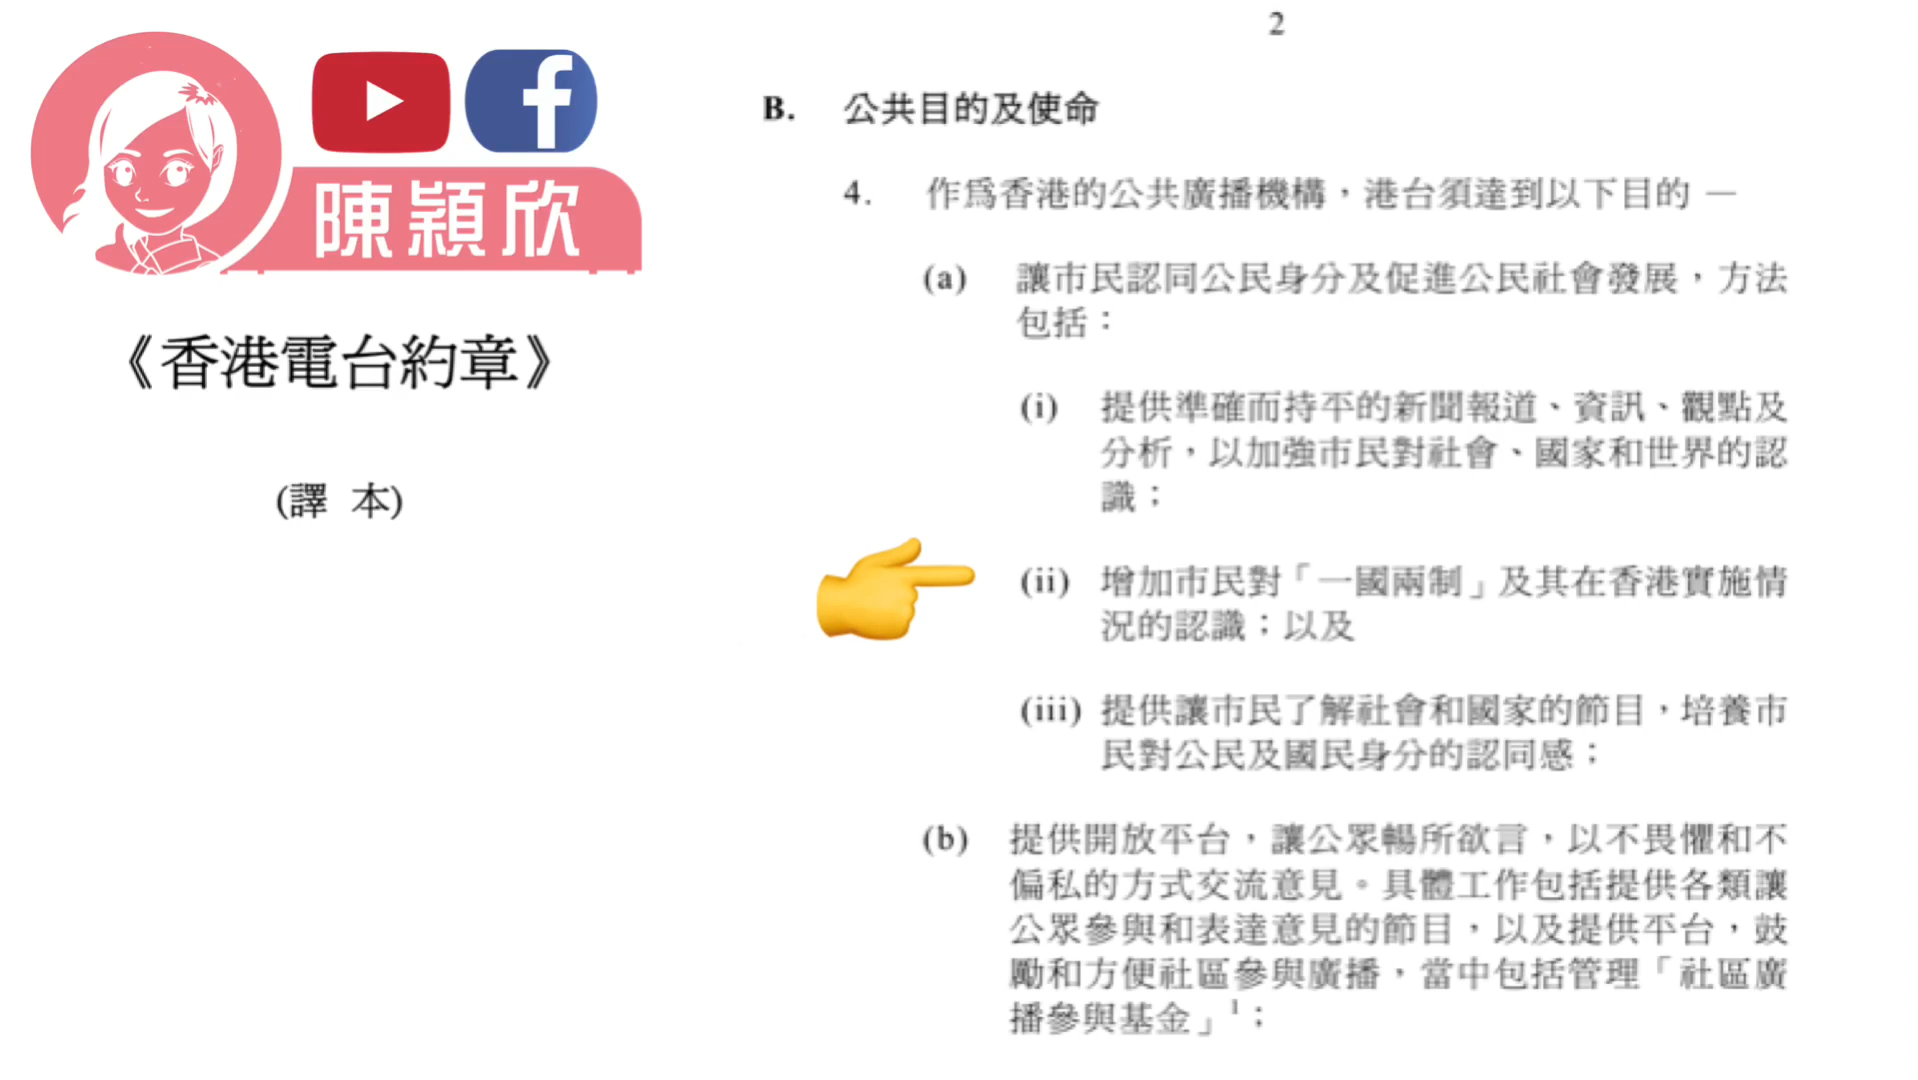 陳穎欣
《香港電台約章》
(譯 本)
2
B. 公共目的及使命
4. 作為香港的公共廣播機構，港台須達到以下目的 —
(a) 讓市民認同公民身分及促進公民社會發展，方法
包括：
(i) 提供準確而持平的新聞報道、資訊、觀點及
分析，以加強市民對社會、國家和世界的認
識；
(ii) 增加市民對「一國兩制」及其在香港實施情
況的認識；以及
(iii) 提供讓市民了解社會和國家的節目，培養市
民對公民及國民身分的認同感；
(b) 提供開放平台，讓公眾暢所欲言，以不畏懼和不
偏私的方式交流意見。具體工作包括提供各類讓
公眾參與和表達意見的節目，以及提供平台，鼓
勵和方便社區參與廣播，當中包括管理「社區廣
播參與基金」1；